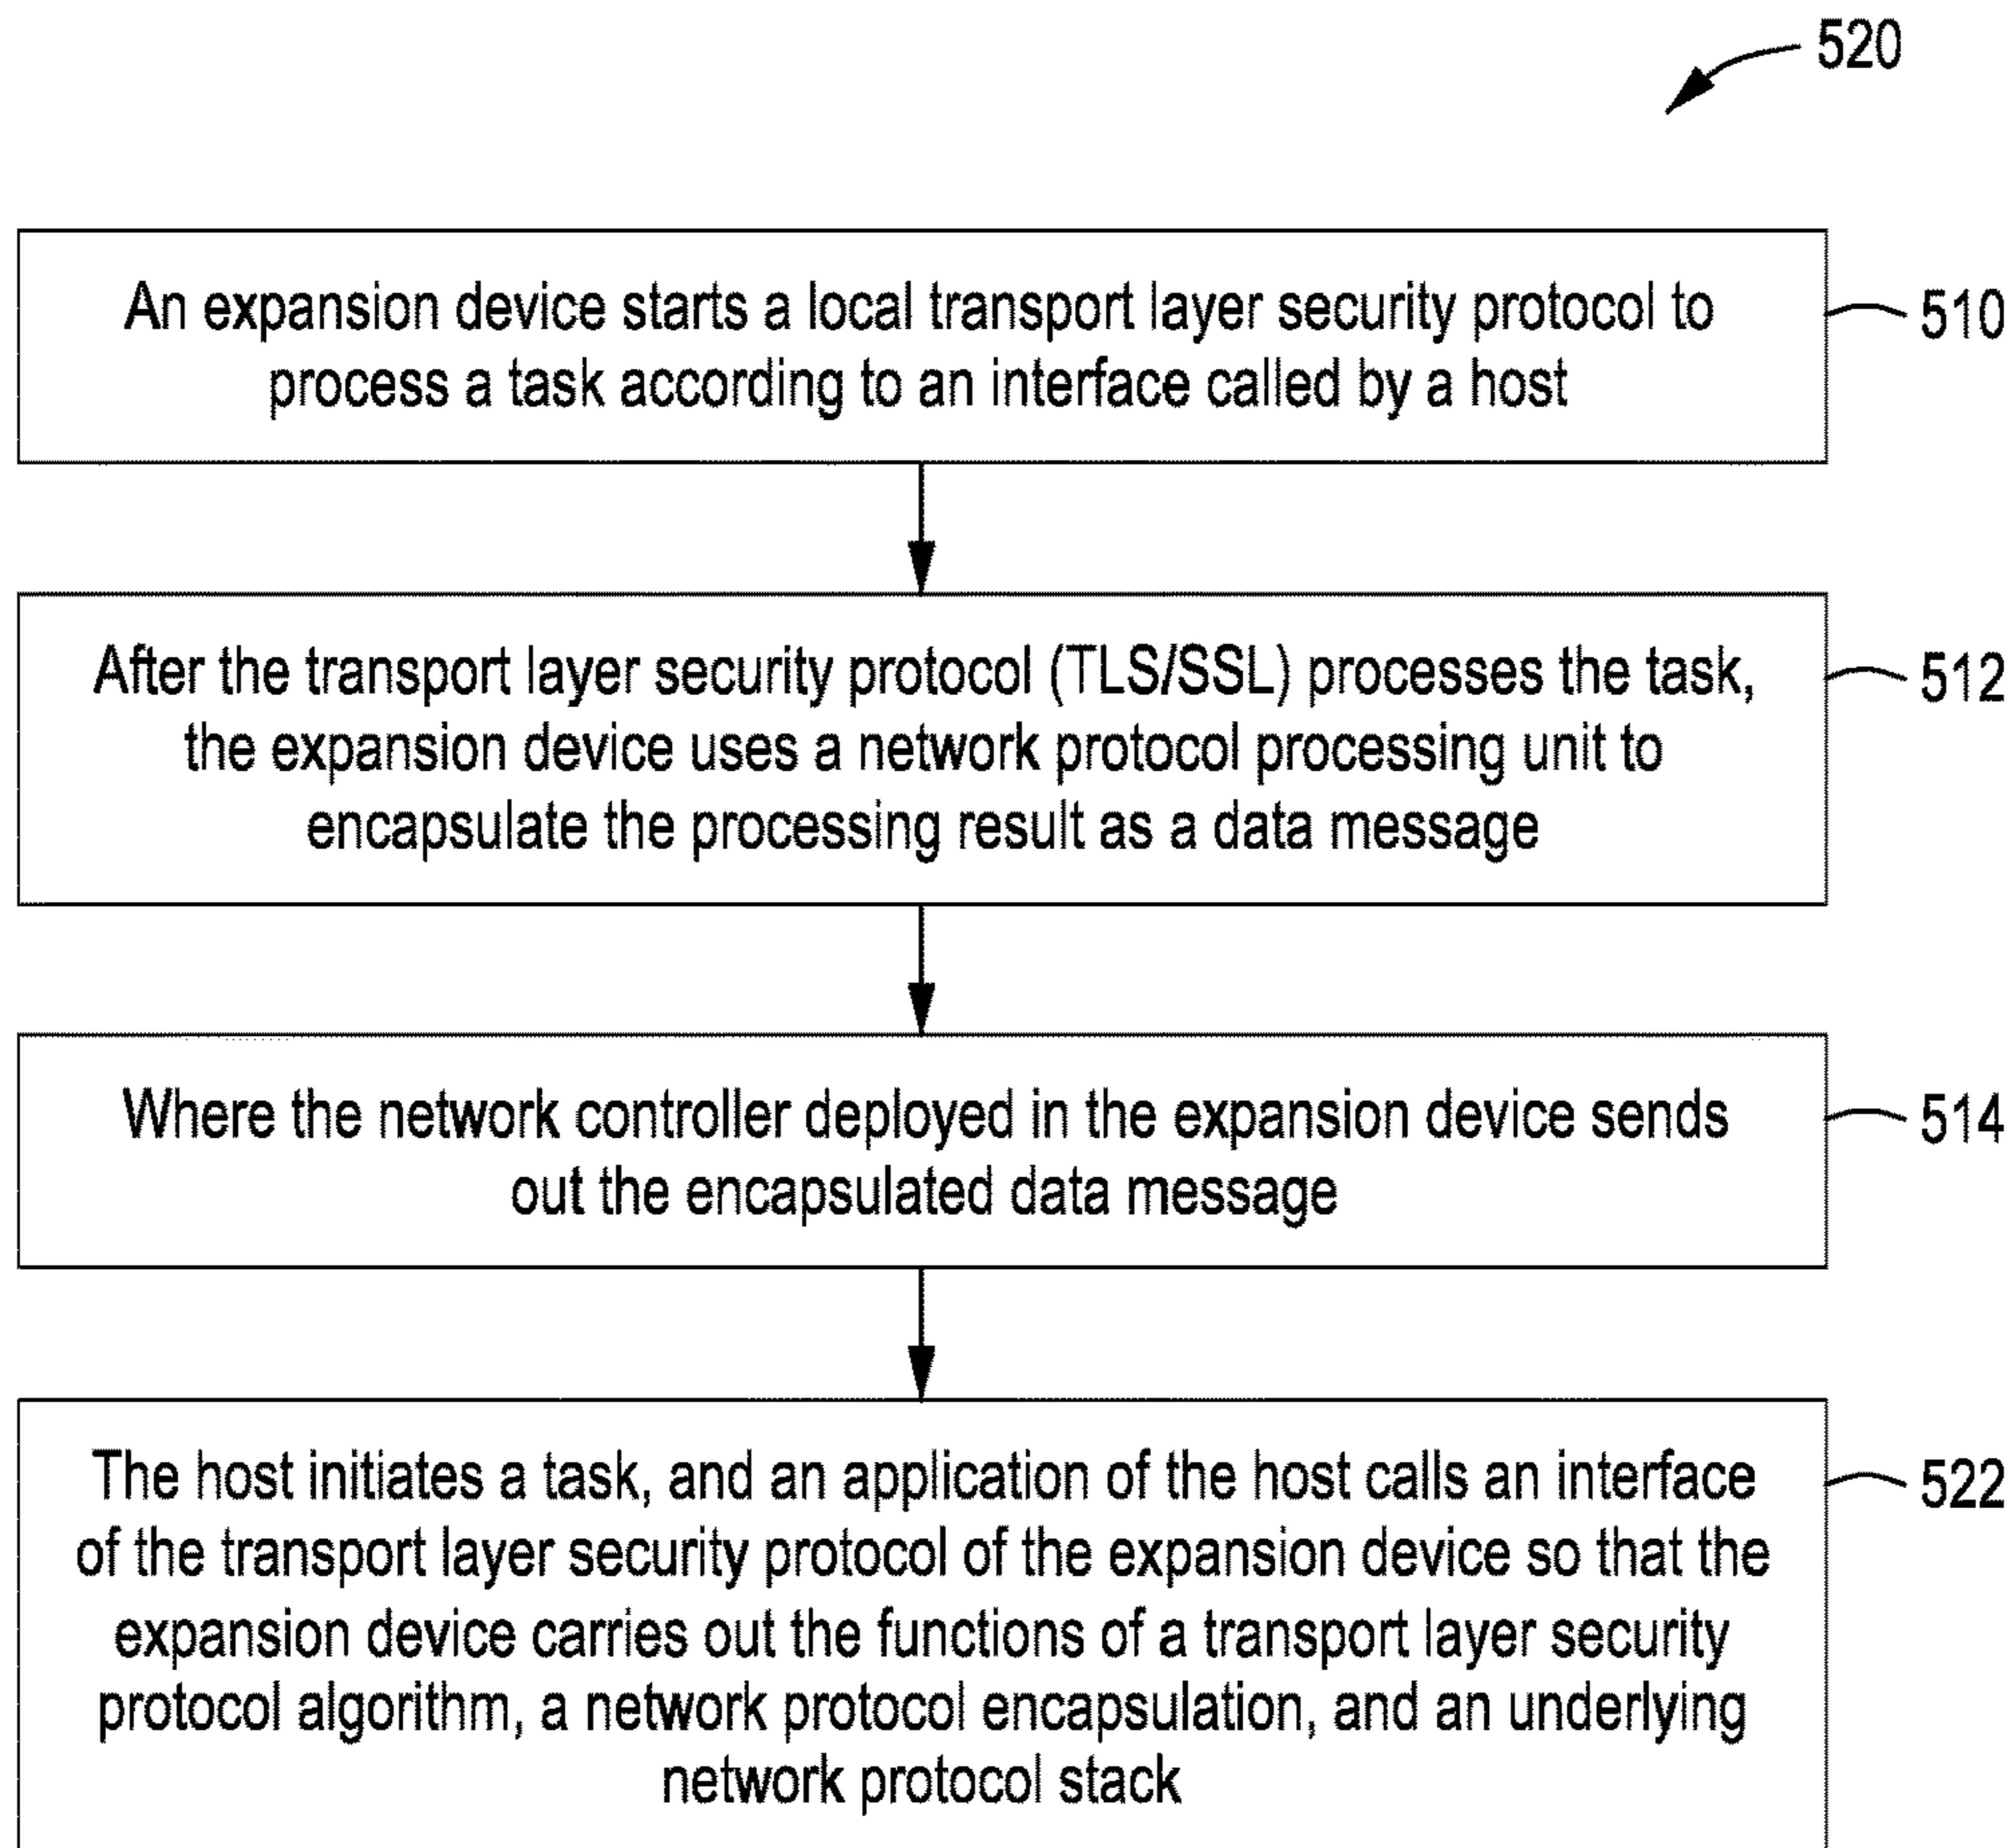 520
An expansion device starts a local transport layer security protocol to
process a task according to an interface called by a host
510
After the transport layer security protocol (TLS/SSL) processes the task,
the expansion device uses a network protocol processing unit to
encapsulate the processing result as a data message
512
Where the network controller deployed in the expansion device sends
out the encapsulated data message
514
The host initiates a task, and an application of the host calls an interface
of the transport layer security protocol of the expansion device so that the
expansion device carries out the functions of a transport layer security
protocol algorithm, a network protocol encapsulation, and an underlying
network protocol stack
522